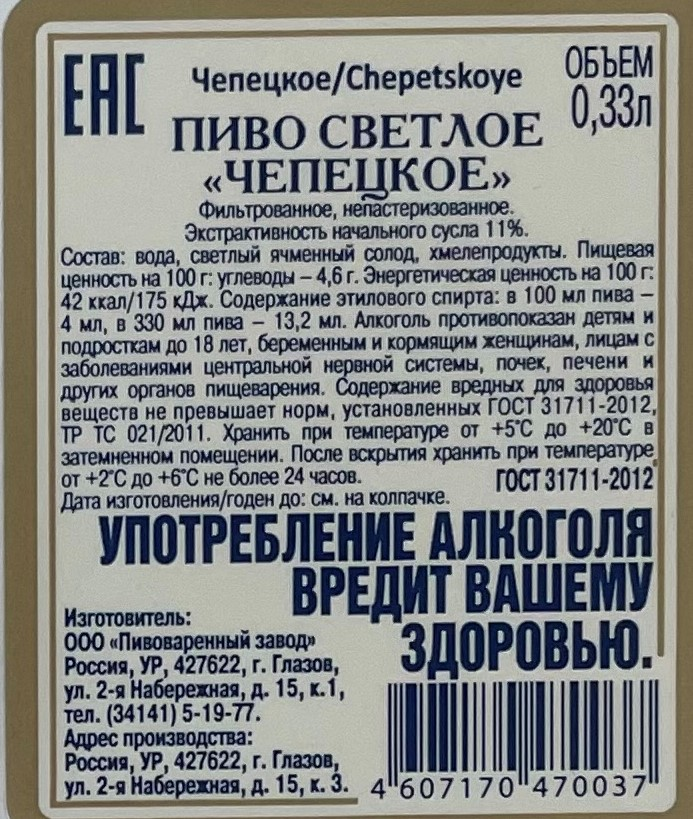 EAC
Чепецкое/Chepetskoye
ОБЪЕМ
0,33л
ПИВО СВЕТЛОЕ
«ЧЕПЕЦКОЕ»
Фильтрованное, непастеризованное.
Экстрактивность начального сусла 11%.
Состав: вода, светлый ячменный солод, хмелепродукты. Пищевая
ценность на 100 г: углеводы – 4,6 г. Энергетическая ценность на 100 г:
42 ккал/175 кДж. Содержание этилового спирта: в 100 мл пива –
4 мл, в 330 мл пива – 13,2 мл. Алкоголь противопоказан детям и
подросткам до 18 лет, беременным и кормящим женщинам, лицам с
заболеваниями центральной нервной системы, почек, печени и
других органов пищеварения. Содержание вредных для здоровья
веществ не превышает норм, установленных ГОСТ 31711-2012,
ТР ТС 021/2011. Хранить при температуре от +5°С до +20°С в
затемненном помещении. После вскрытия хранить при температуре
от +2°С до +6°С не более 24 часов.
ГОСТ 31711-2012
Дата изготовления/годен до: см. на колпачке.
УПОТРЕБЛЕНИЕ АЛКОГОЛЯ
ВРЕДИТ ВАШЕМУ
ЗДОРОВЬЮ.
Изготовитель:
ООО «Пивоваренный завод»
Россия, УР, 427622, г. Глазов,
ул. 2-я Набережная, д. 15, к.1,
тел. (34141) 5-19-77.
Адрес производства:
Россия, УР, 427622, г. Глазов,
ул. 2-я Набережная, д. 15, к. 3.
4 607170 470037